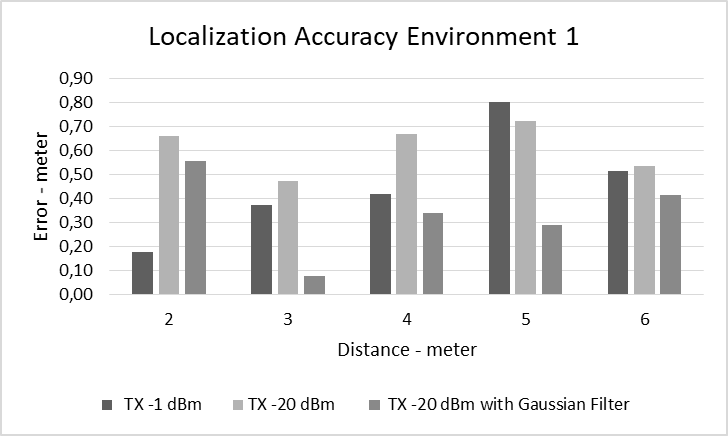 Localization Accuracy Environment 1
0,90
0,80
0,70
0,60
0,50
0,40
0,30
0,20
0,10
0,00
Error - meter
2 3 4 5 6
Distance - meter
TX -1 dBm TX -20 dBm TX -20 dBm with Gaussian Filter